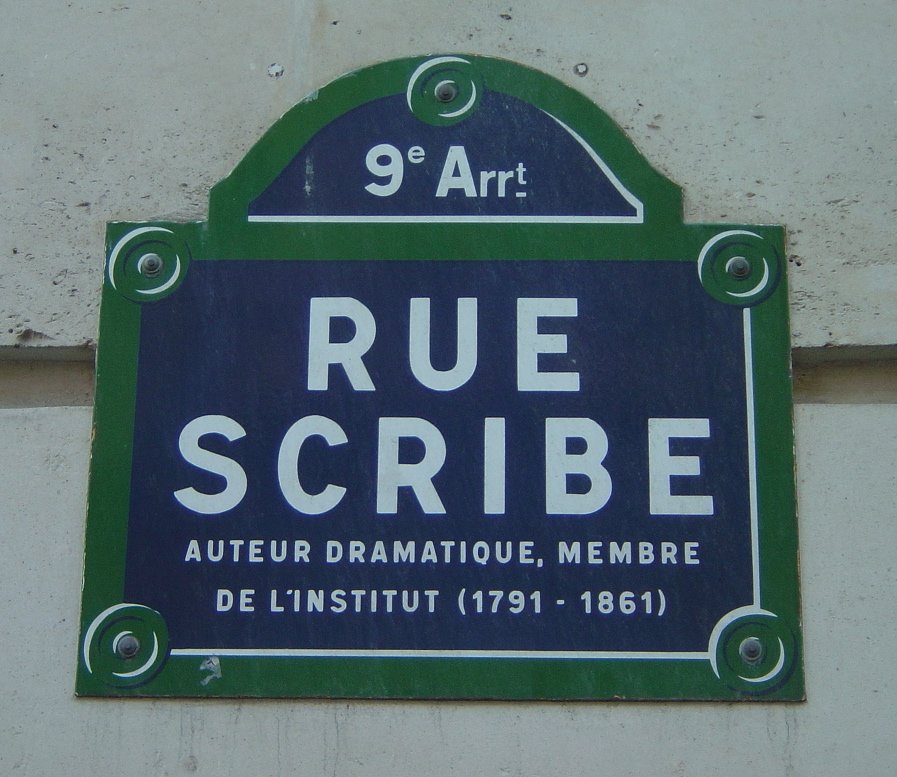 9e Arrt
RUE
SCRIBE
AUTEUR DRAMATIQUE, MEMBRE
DE L'INSTITUT (1791 - 1861)